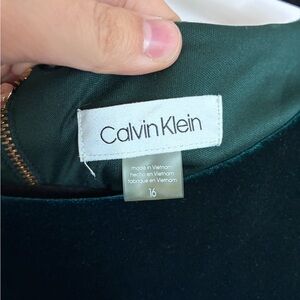 Calvin Klein
made in Vietnam
hecho en Vietnam
fabriqué en Vietnam
16